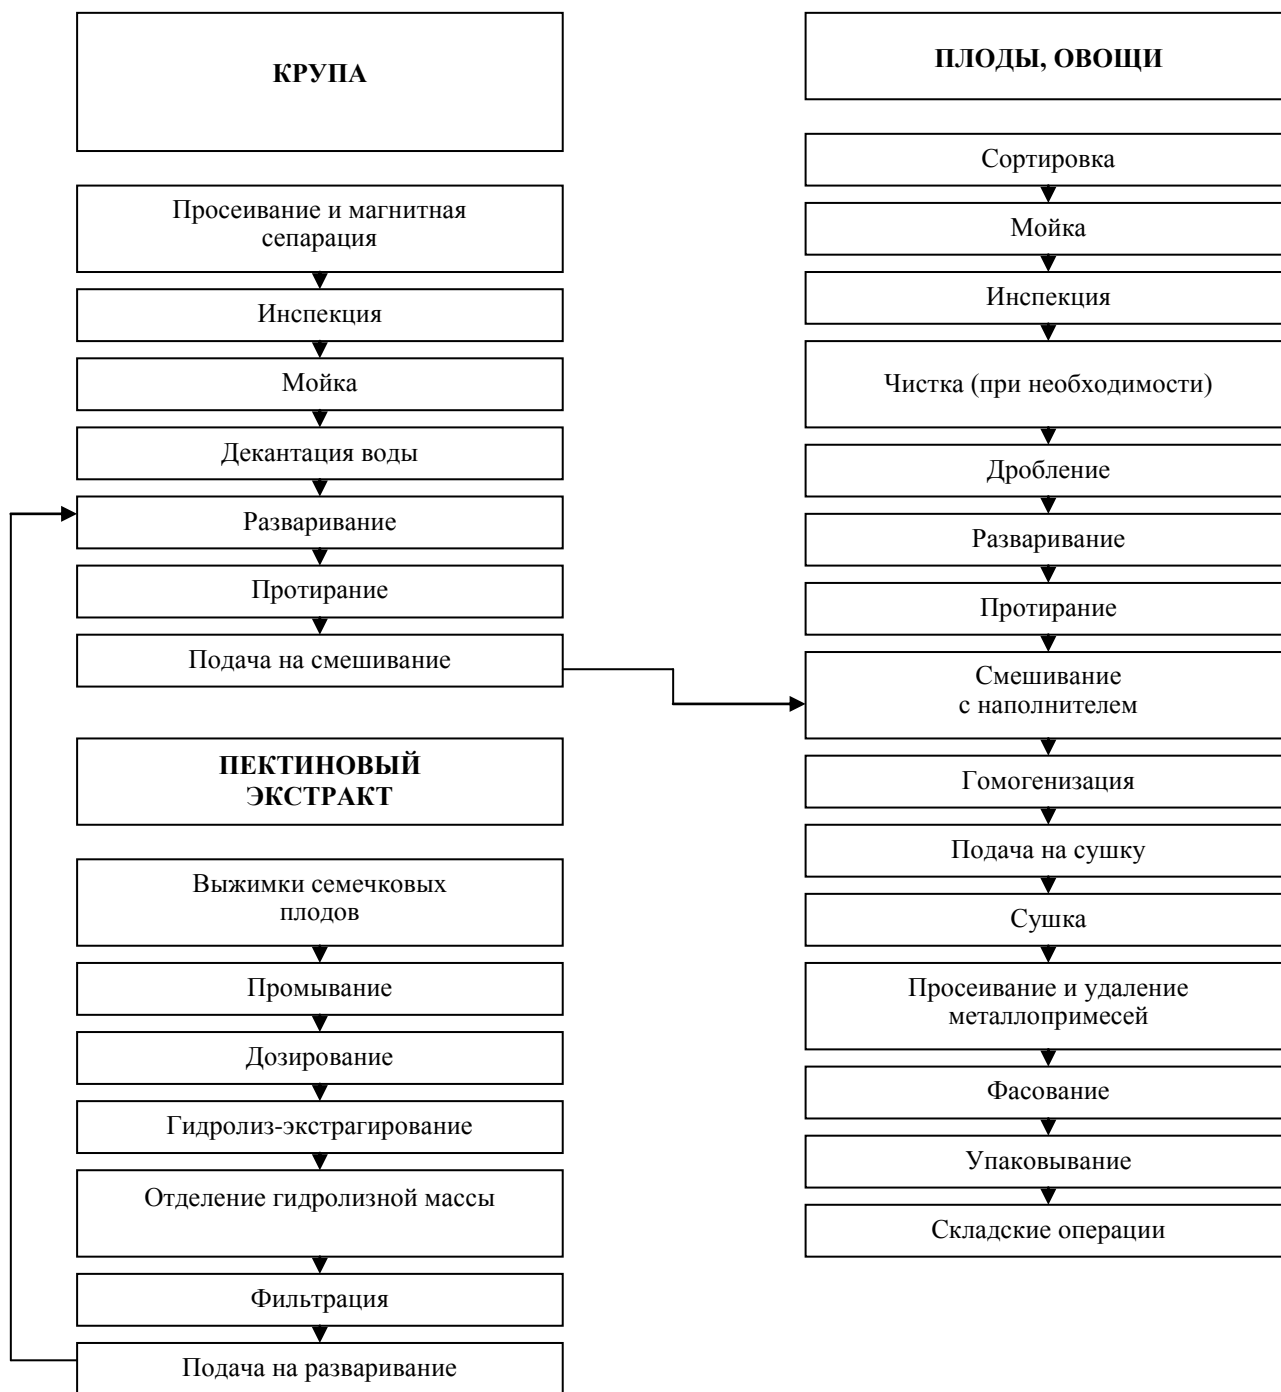 КРУПА
Просеивание и магнитная
сепарация
Инспекция
Мойка
Декантация воды
Разваривание
Протирание
Подача на смешивание
ПЕКТИНОВЫЙ
ЭКСТРАКТ
Выжимки семечковых
плодов
Промывание
Дозирование
Гидролиз-экстрагирование
Отделение гидролизной массы
Фильтрация
Подача на разваривание
ПЛОДЫ, ОВОЩИ
Сортировка
Мойка
Инспекция
Чистка (при необходимости)
Дробление
Разваривание
Протирание
Смешивание
с наполнителем
Гомогенизация
Подача на сушку
Сушка
Просеивание и удаление
металлопримесей
Фасование
Упаковывание
Складские операции